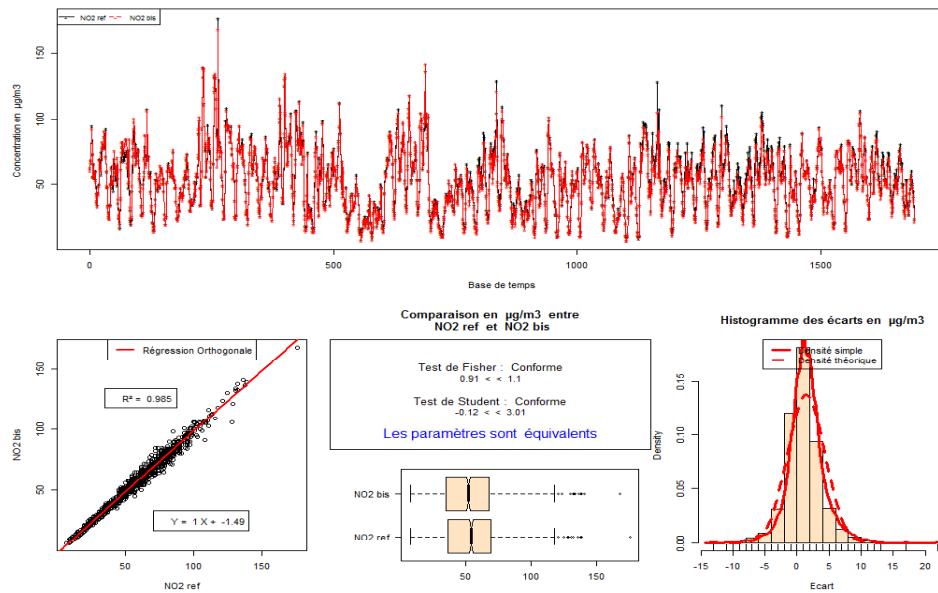 NO2 ref NO2 bis
Concentration en µg/m3
150
100
50
0 500 1000 1500
Base de temps
Régression Orthogonale
R² = 0.985
Y = 1 X + -1.49
NO2 bis
150
100
50
50 100 150
NO2 ref
Comparaison en µg/m3 entre
NO2 ref et NO2 bis
Test de Fisher : Conforme
0.91 < < 1.1
Test de Student : Conforme
-0.12 < < 3.01
Les paramètres sont équivalents
NO2 bis
NO2 ref
50 100 150
Histogramme des écarts en µg/m3
Densité simple
Densité théorique
Density
0.15
0.10
0.05
0.00
-15 -10 -5 0 5 10 15 20
Ecart